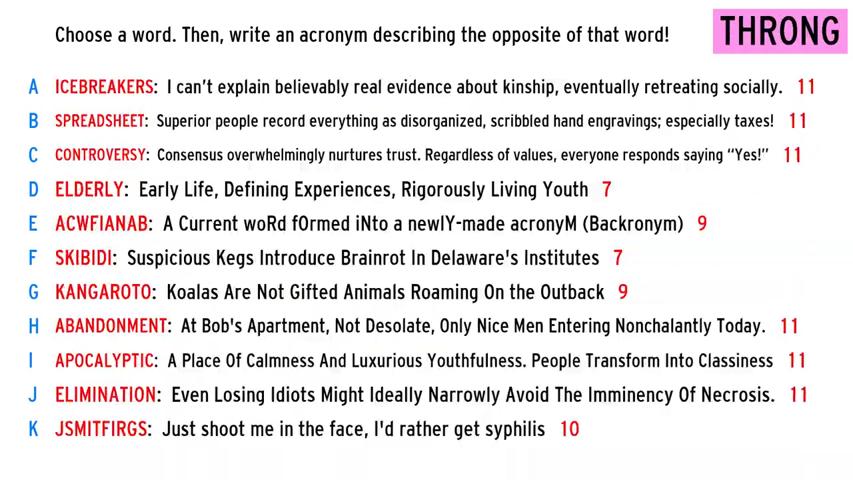 Choose a word. Then, write an acronym describing the opposite of that word! THRONG
A ICEBREAKERS: I can't explain believably real evidence about kinship, eventually retreating socially. 11
B SPREADSHEET: Superior people record everything as disorganized, scribbled hand engravings; especially taxes! 11
C CONTROVERSY: Consensus overwhelmingly nurtures trust. Regardless of values, everyone responds saying “Yes!” 11
D ELDERLY: Early Life, Defining Experiences, Rigorously Living Youth 7
E ACWFIANAB: A Current woRd fOrmed iNto a newlY-made acronyM (Backronym) 9
F SKIBIDI: Suspicious Kegs Introduce Brainrot In Delaware's Institutes 7
G KANGAROTO: Koalas Are Not Gifted Animals Roaming On the Outback 9
H ABANDONMENT: At Bob's Apartment, Not Desolate, Only Nice Men Entering Nonchalantly Today. 11
I APOCALYPTIC: A Place Of Calmness And Luxurious Youthfulness. People Transform Into Classiness 11
J ELIMINATION: Even Losing Idiots Might Ideally Narrowly Avoid The Imminency Of Necrosis. 11
K JSMITFIRGS: Just shoot me in the face, I'd rather get syphilis 10